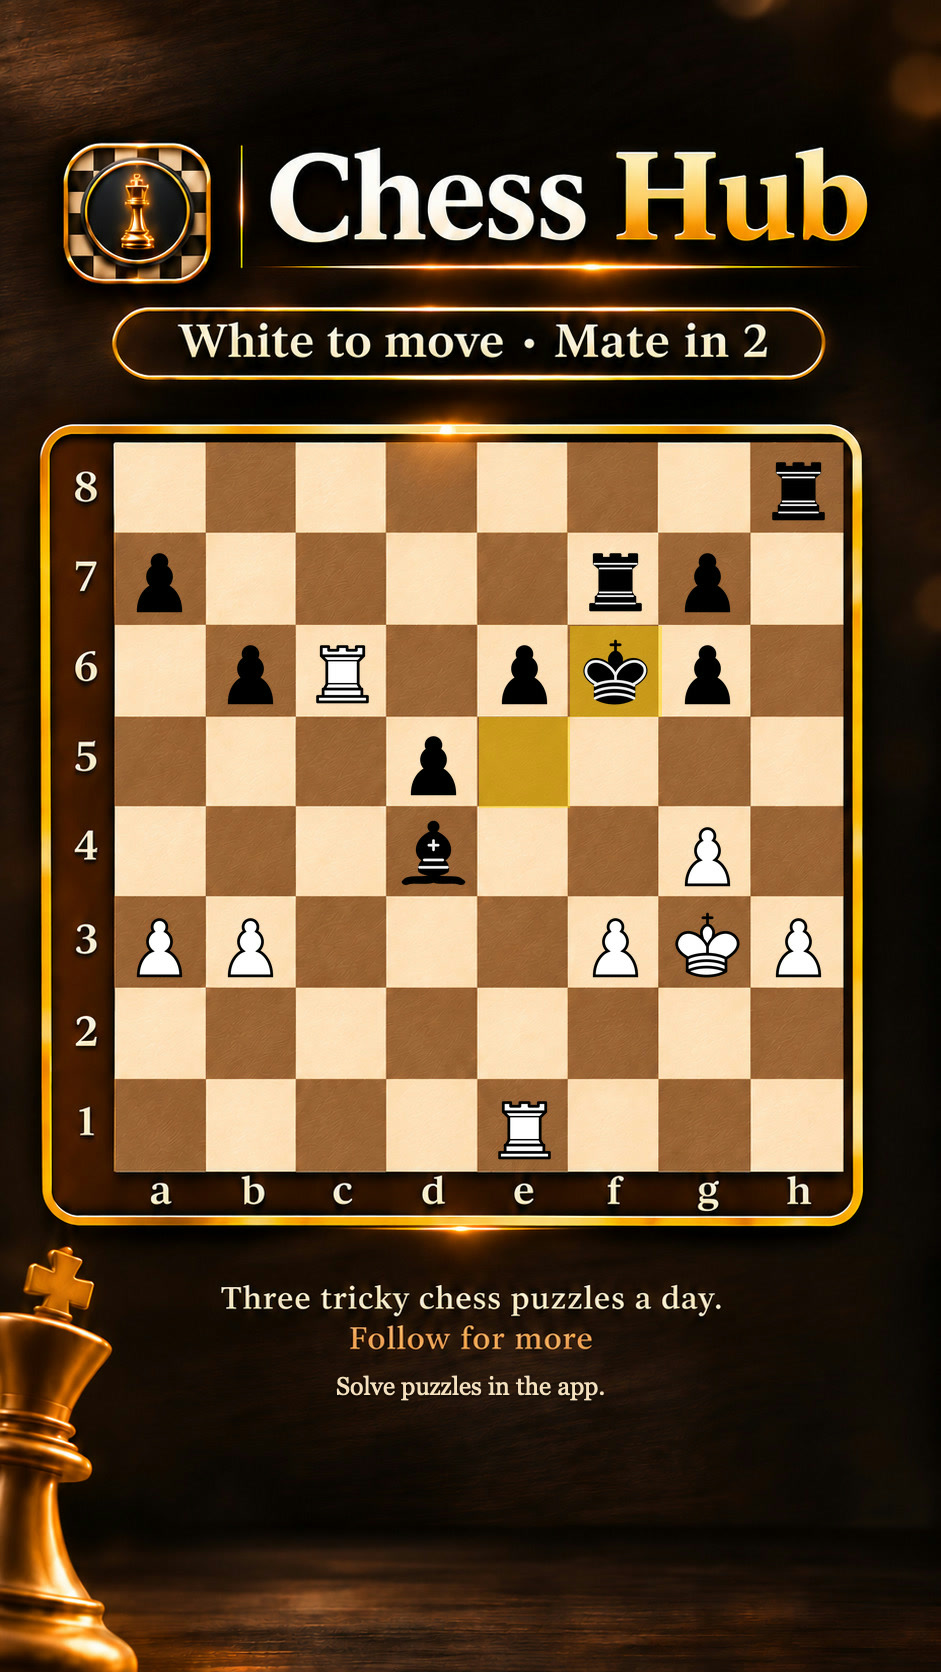 Chess Hub
White to move • Mate in 2
8
7
6
5
4
3
2
1
a b c d e f g h
Three tricky chess puzzles a day.
Follow for more
Solve puzzles in the app.